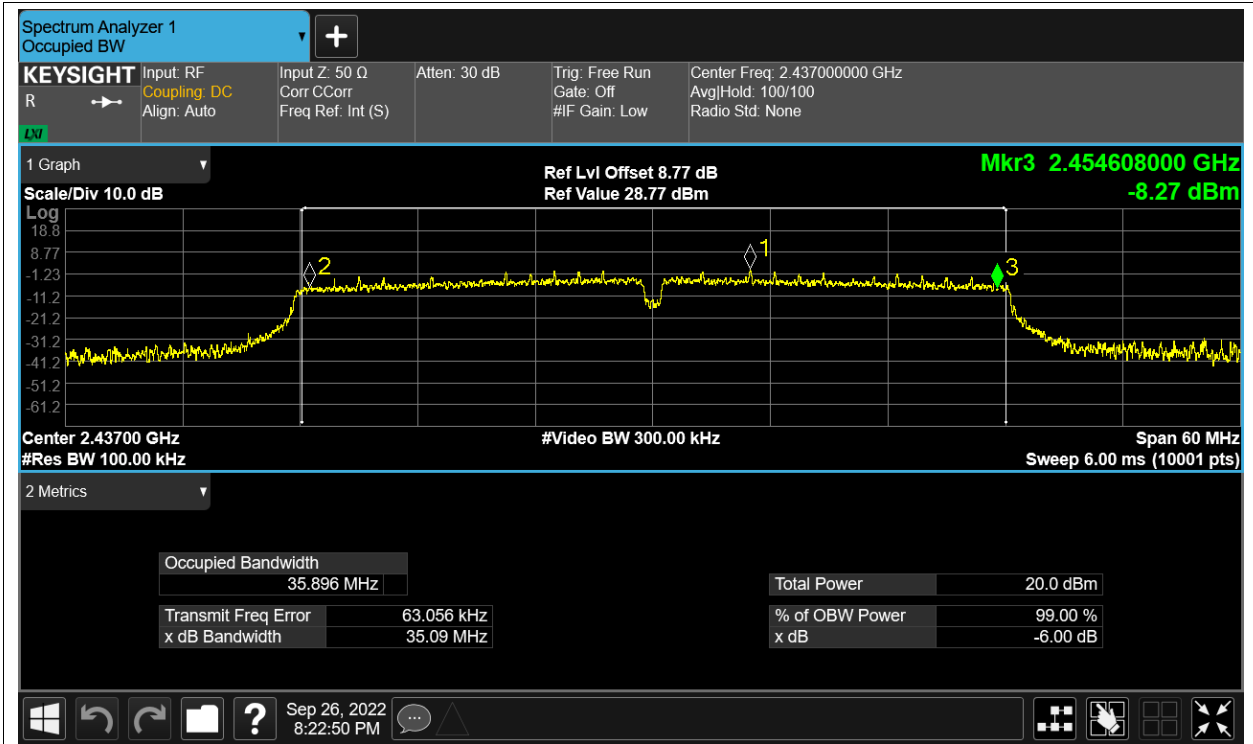 Spectrum Analyzer 1
Occupied BW
KEYSIGHT
R
LXI
Input: RF
Coupling: DC
Align: Auto
Input Z: 50 Ω
Corr CCorr
Freq Ref: Int (S)
Atten: 30 dB
Trig: Free Run
Gate: Off
#IF Gain: Low
Center Freq: 2.437000000 GHz
Avg|Hold: 100/100
Radio Std: None
1 Graph
Scale/Div 10.0 dB
Ref Lvl Offset 8.77 dB
Ref Value 28.77 dBm
Mkr3 2.454608000 GHz
-8.27 dBm
Log
18.8
8.77
-1.23
-11.2
-21.2
-31.2
-41.2
-51.2
-61.2
2
1
3
Center 2.43700 GHz
#Res BW 100.00 kHz
#Video BW 300.00 kHz
Span 60 MHz
Sweep 6.00 ms (10001 pts)
2 Metrics
Occupied Bandwidth
35.896 MHz
Transmit Freq Error 63.056 kHz
x dB Bandwidth 35.09 MHz
Total Power 20.0 dBm
% of OBW Power 99.00 %
x dB -6.00 dB
?
Sep 26, 2022
8:22:50 PM